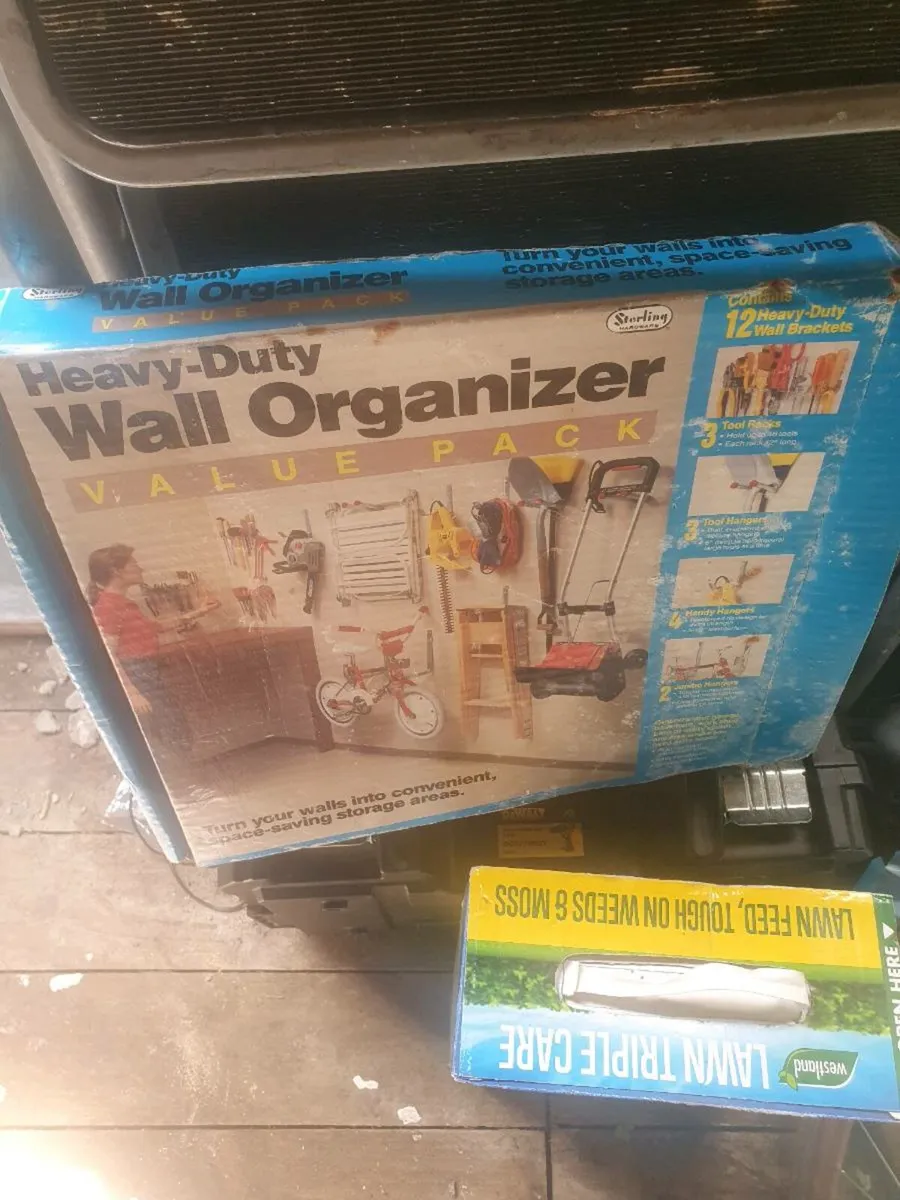 Sterling
HARDWARE
Heavy-Duty
Wall Organizer
VALUE PACK
Turn your walls into
convenient, space-saving
storage areas.
Sterling
HARDWARE
Heavy-Duty
Wall Organizer
VALUE PACK
Contains
12 Heavy-Duty
Wall Brackets
3 Tool Racks
3 Tool Hangers
4 Handy Hangers
2
Turn your walls into convenient,
space-saving storage areas.
DEWALT
LAWN FEED, TOUGH ON WEEDS & MOSS
LAWN TRIPLE CARE
westland
OPEN HERE